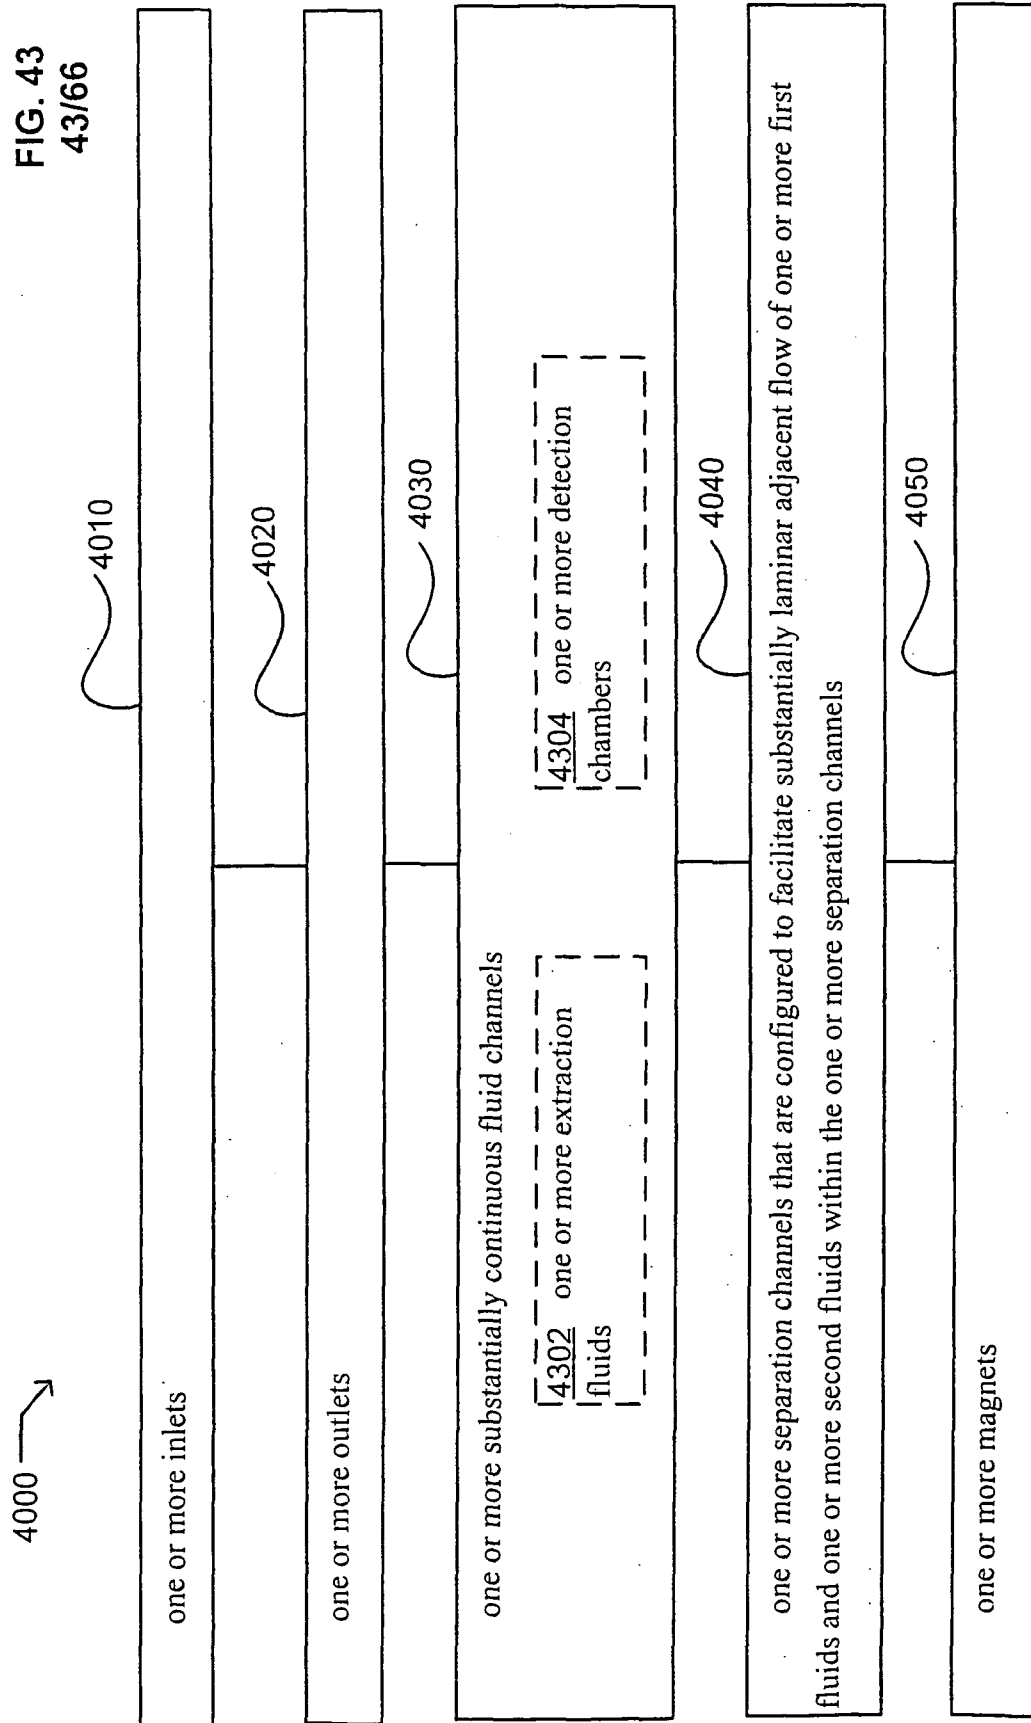 FIG. 43
43/66
4000
4010
one or more inlets
4020
one or more outlets
4030
one or more substantially continuous fluid channels
4302 one or more extraction
fluids
4304 one or more detection
chambers
4040
one or more separation channels that are configured to facilitate substantially laminar adjacent flow of one or more first
fluids and one or more second fluids within the one or more separation channels
4050
one or more magnets